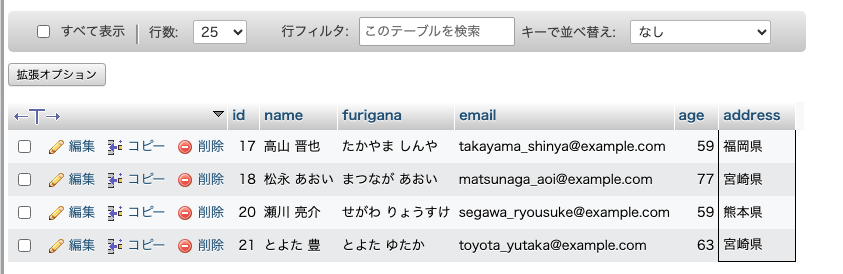 すべて表示 行数: 25 行フィルタ: このテーブルを検索 キーで並べ替え: なし
拡張オプション
←T→ id name furigana email age address
編集 コピー 削除 17 高山 晋也 たかやま しんや takayama_shinya@example.com 59 福岡県
編集 コピー 削除 18 松永 あおい まつなが あおい matsunaga_aoi@example.com 77 宮崎県
編集 コピー 削除 20 瀬川 亮介 せがわ りょうすけ segawa_ryousuke@example.com 59 熊本県
編集 コピー 削除 21 とよた 豊 とよた ゆたか toyota_yutaka@example.com 63 宮崎県